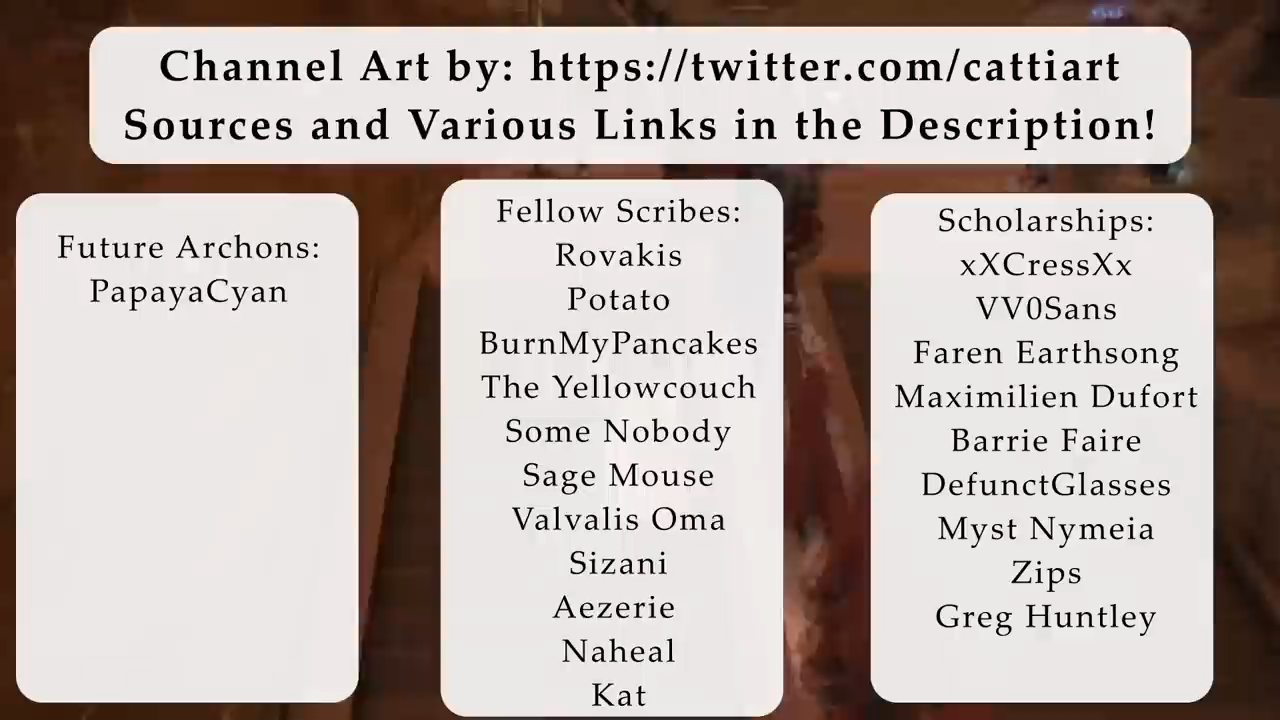 Channel Art by: https://twitter.com/cattiart
Sources and Various Links in the Description!
Future Archons:
PapayaCyan
Fellow Scribes:
Rovakis
Potato
BurnMyPancakes
The Yellowcouch
Some Nobody
Sage Mouse
Valvalis Oma
Sizani
Aezerie
Naheal
Kat
Scholarships:
xXCressXx
VV0Sans
Faren Earthsong
Maximilien Dufort
Barrie Faire
DefunctGlasses
Myst Nymeia
Zips
Greg Huntley